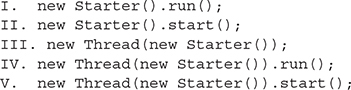 I. new Starter().run();
II. new Starter().start();
III. new Thread(new Starter());
IV. new Thread(new Starter()).run();
V. new Thread(new Starter()).start();